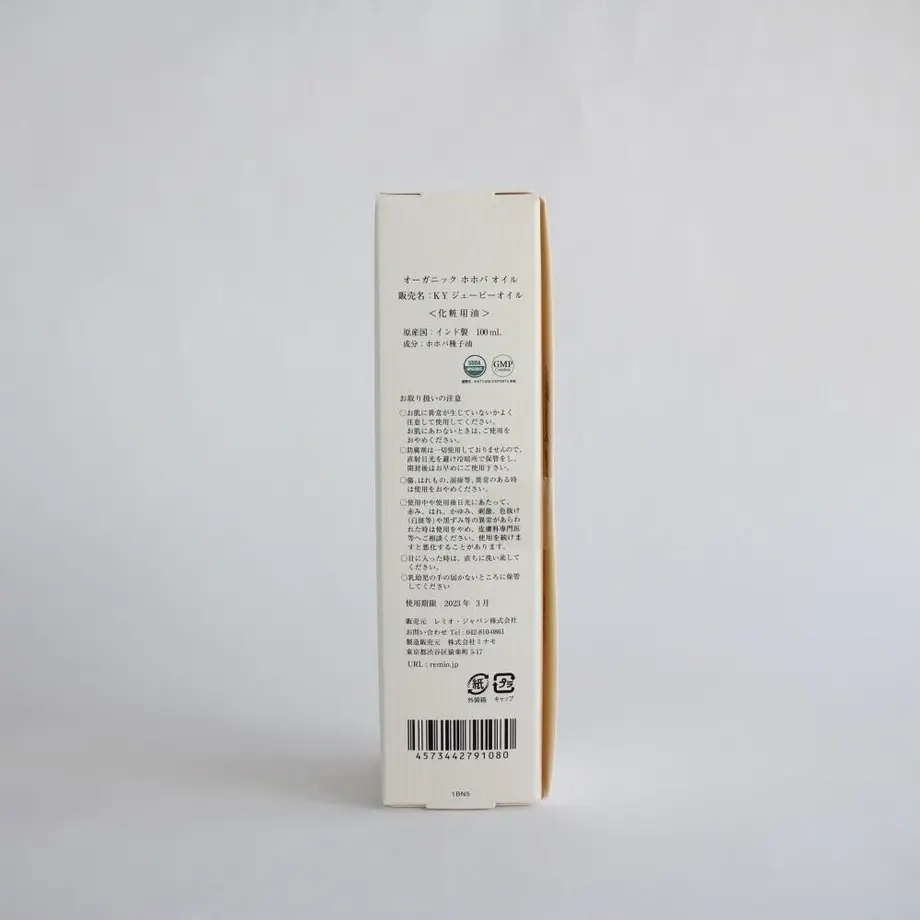 オーガニック ホホバ オイル
販売名：KY ジェービーオイル
＜化粧用油＞
原産国：インド製 100mL
成分：ホホバ種子油
USDA
ORGANIC
GMP
Certified
お取り扱いの注意
○お肌に異常が生じていないかよく
注意して使用してください。
お肌にあわないときは、ご使用を
おやめください。
○防腐剤は一切使用しておりませんので、
直射日光を避け冷暗所で保管をし、
開封後はお早めにご使用下さい。
○傷、はれもの、湿疹等、異常のある時
は使用をおやめください。
○使用中や使用後日光にあたって、
赤み、はれ、かゆみ、刺激、色抜け
(白斑等)や黒ずみ等の異常があらわ
れた時は使用をやめ、皮膚科専門医
等へご相談ください。使用を続けま
すと悪化することがあります。
○目に入った時は、直ちに洗い流して
ください。
○乳幼児の手の届かないところに保管
してください
使用期限 2023年 3月
販売元 レミオ・ジャパン株式会社
お問い合わせ Tel : 042-810-0861
製造販売元 株式会社ミナモ
東京都渋谷区猿楽町 5-17
URL : remio.jp
紙
プラ
外装箱
キャップ
4573442791080
1BN5